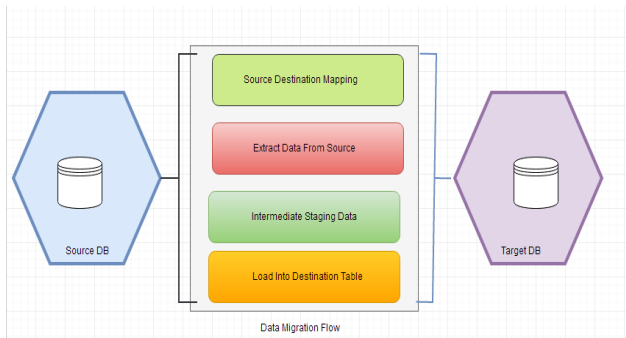 Source Destination Mapping
Extract Data From Source
Intermediate Staging Data
Load Into Destination Table
Source DB
Target DB
Data Migration Flow